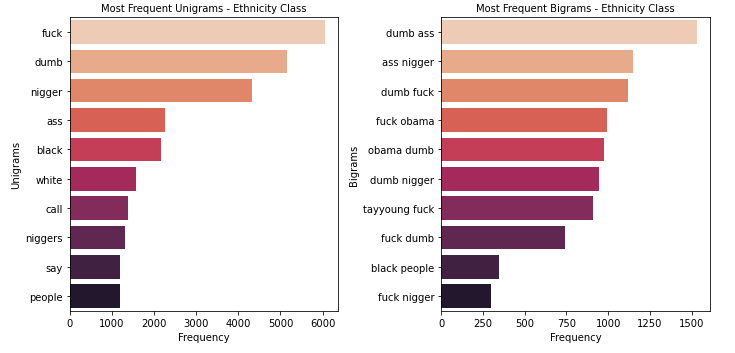 Most Frequent Unigrams - Ethnicity Class
Unigrams
fuck
dumb
nigger
ass
black
white
call
niggers
say
people
0 1000 2000 3000 4000 5000 6000
Frequency
Most Frequent Bigrams - Ethnicity Class
Bigrams
dumb ass
ass nigger
dumb fuck
fuck obama
obama dumb
dumb nigger
tayyoung fuck
fuck dumb
black people
fuck nigger
0 250 500 750 1000 1250 1500
Frequency